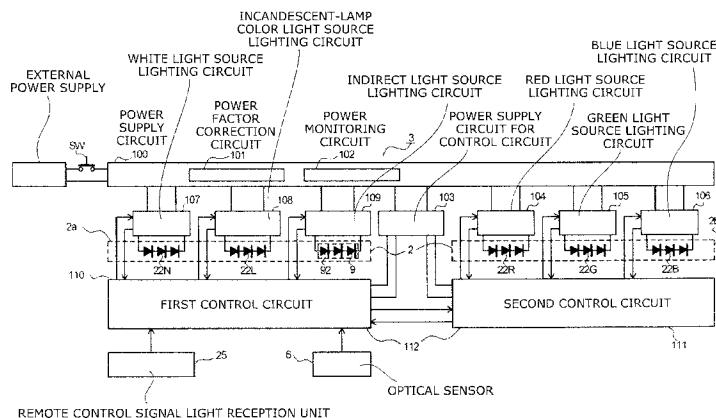 INCANDESCENT-LAMP
COLOR LIGHT SOURCE
LIGHTING CIRCUIT
WHITE LIGHT SOURCE
LIGHTING CIRCUIT
BLUE LIGHT SOURCE
LIGHTING CIRCUIT
EXTERNAL
POWER SUPPLY
POWER
SUPPLY
CIRCUIT
POWER
FACTOR
CORRECTION
CIRCUIT
INDIRECT LIGHT SOURCE
LIGHTING CIRCUIT
POWER
MONITORING
CIRCUIT
POWER SUPPLY
CIRCUIT FOR
CONTROL CIRCUIT
RED LIGHT SOURCE
LIGHTING CIRCUIT
GREEN LIGHT
SOURCE LIGHTING CIRCUIT
SW
100
101
102
3
107
108
109
103
104
105
106
2a
2
22N
22L
92
9
22R
22G
22B
110
FIRST CONTROL CIRCUIT
SECOND CONTROL CIRCUIT
112
111
25
6
OPTICAL SENSOR
REMOTE CONTROL SIGNAL LIGHT RECEPTION UNIT